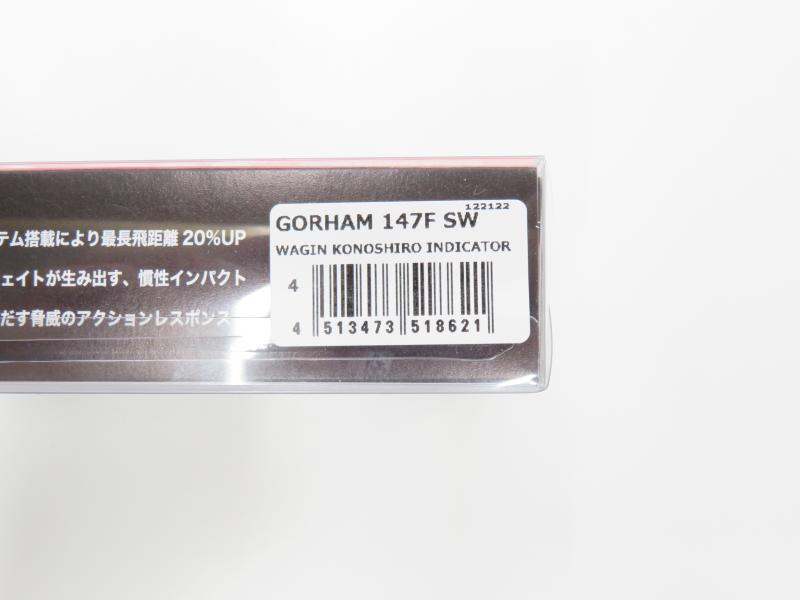 テム搭載により最長飛距離20%UP
ェイトが生み出す、慣性インパクト
だす脅威のアクションレスポンス
122122
GORHAM 147F SW
WAGIN KONOSHIRO INDICATOR
4
4 513473 518621